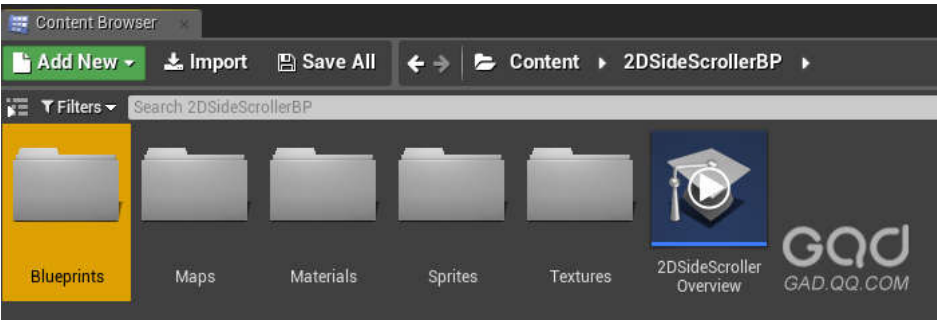 Content Browser
Add New Import Save All Content 2DSideScrollerBP
Filters Search 2DSideScrollerBP
Blueprints Maps Materials Sprites Textures 2DSideScroller
Overview
GAD
GAD.QQ.COM